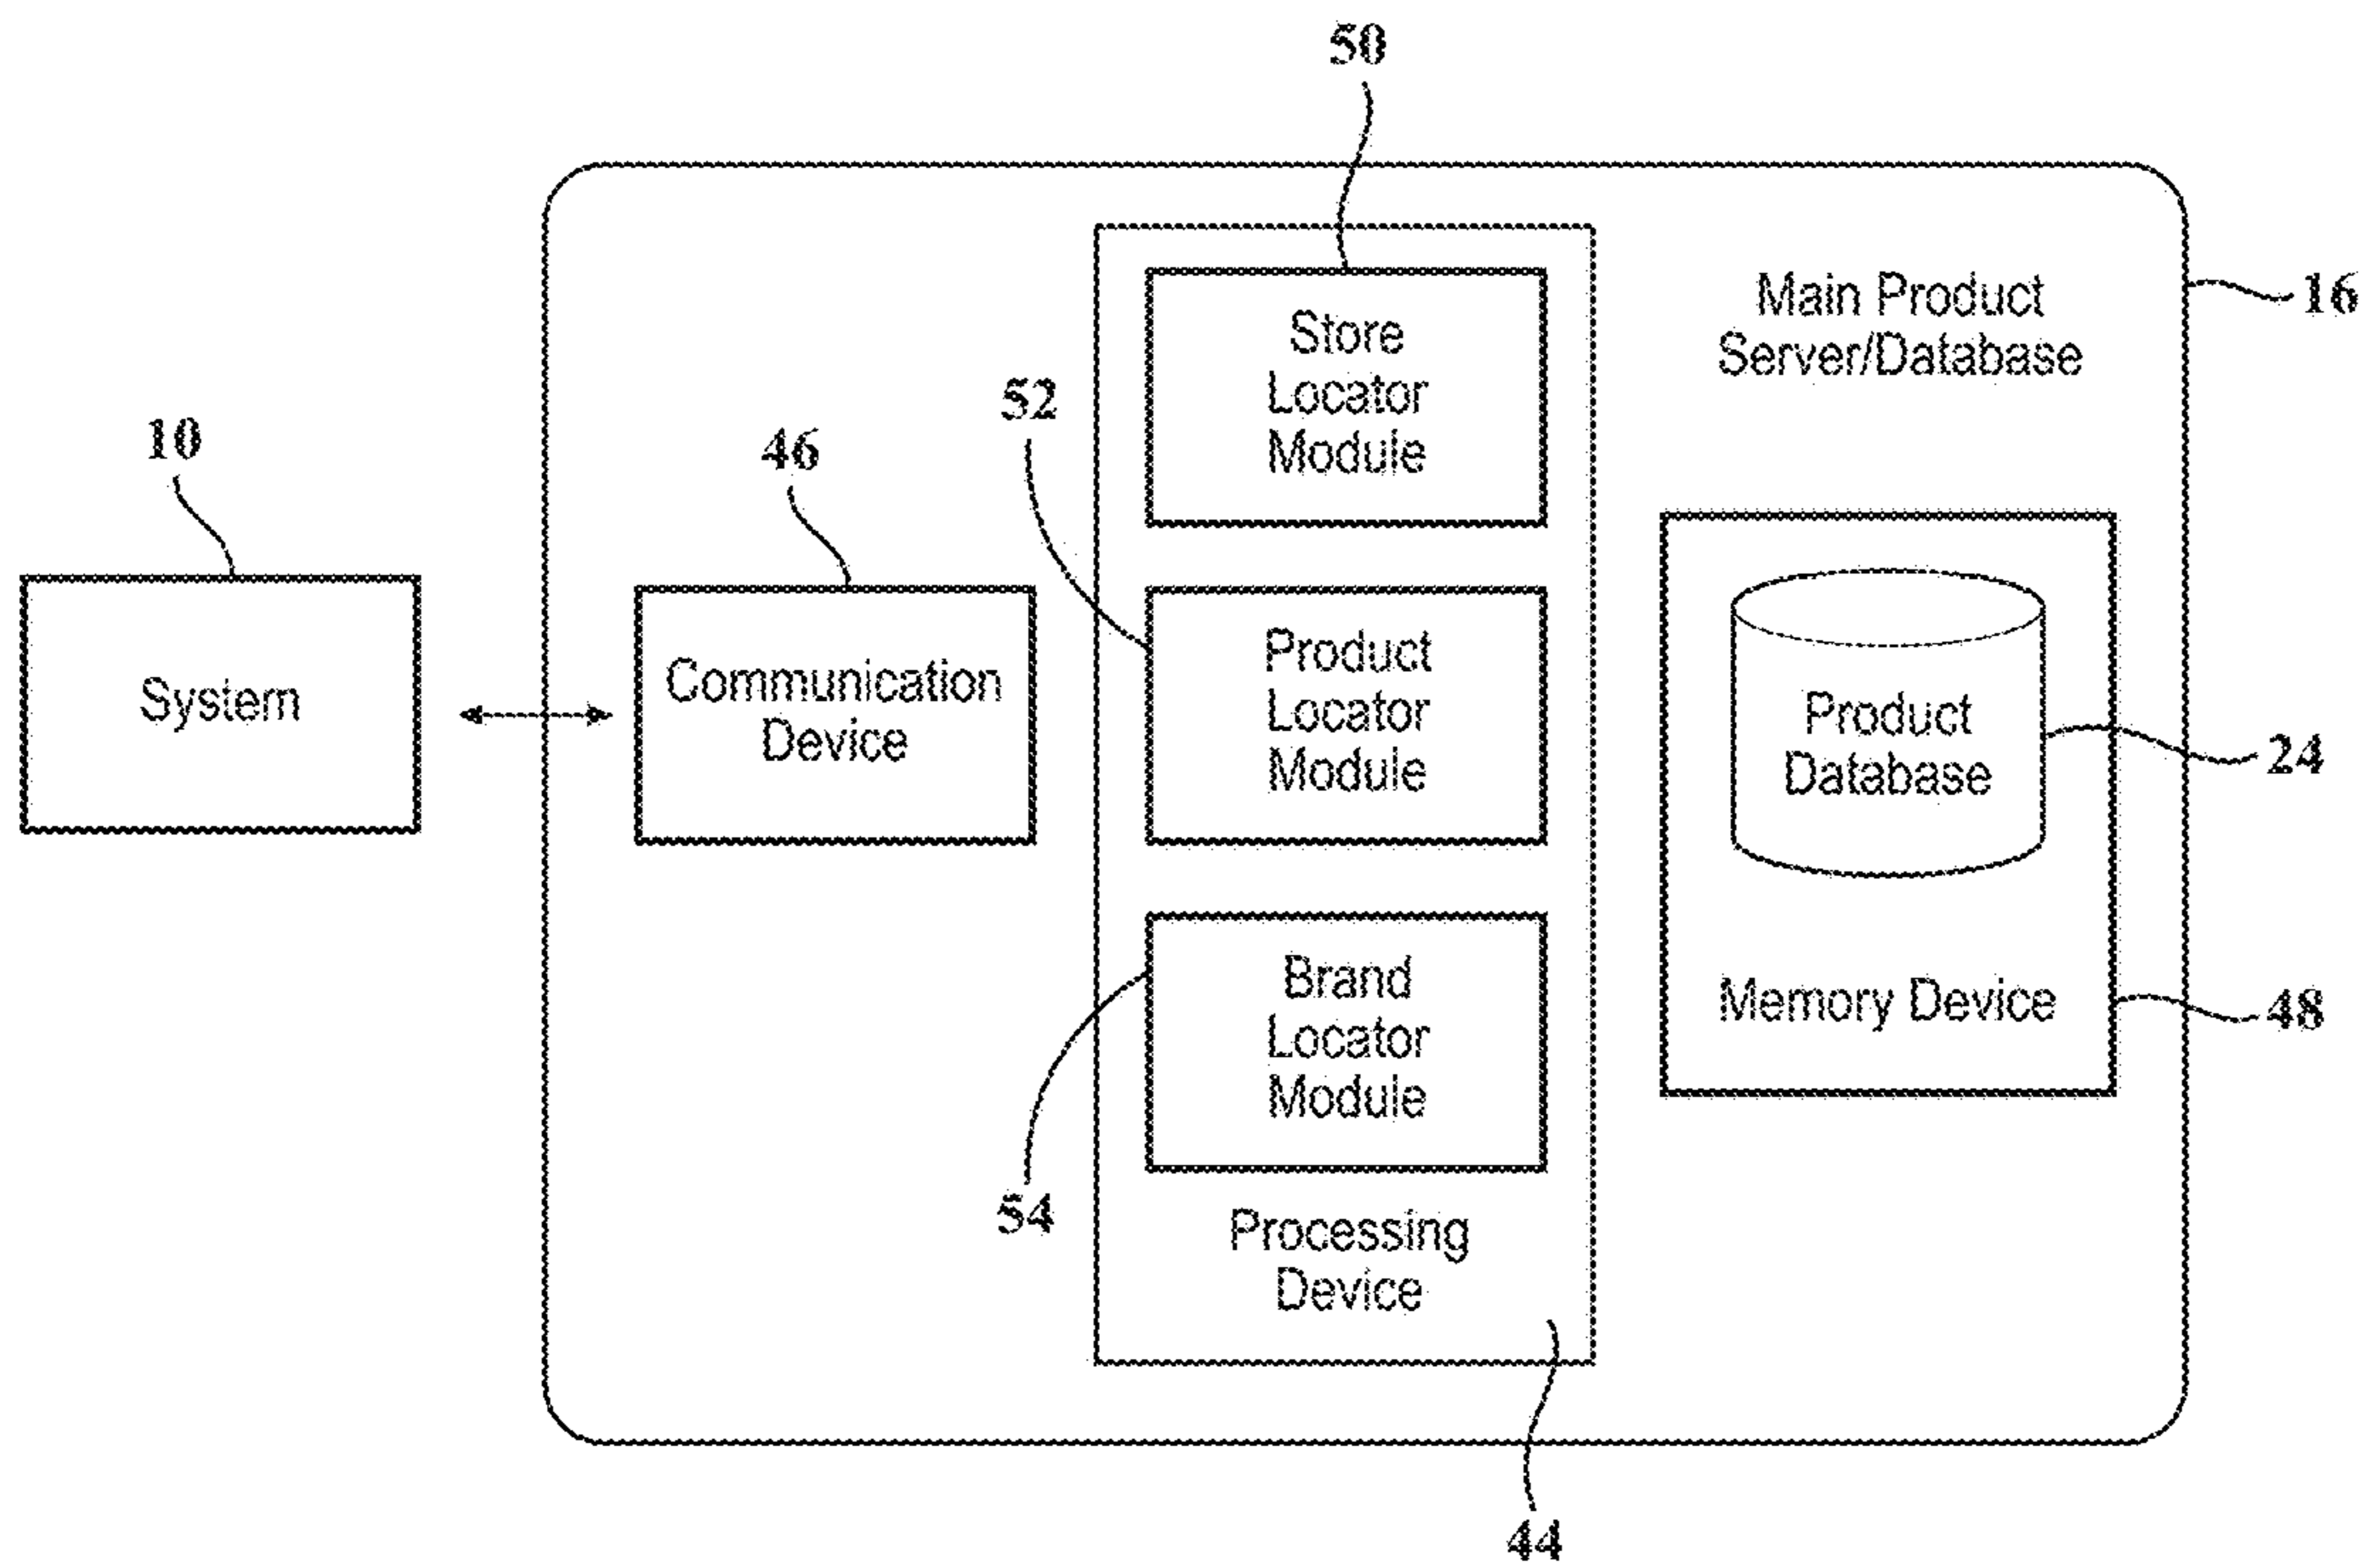 50
Store
Locator
Module
Main Product
Server/Database
16
52
10
46
System
Communication
Device
Product
Locator
Module
Product
Database
24
Brand
Locator
Module
Memory Device
48
54
Processing
Device
44